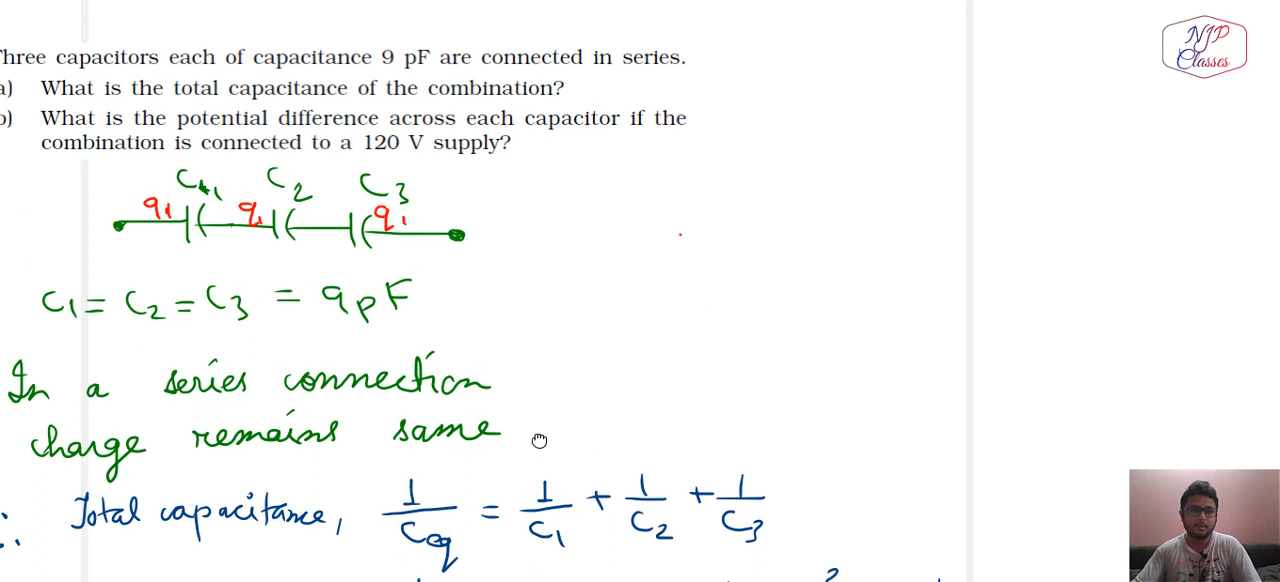 Three capacitors each of capacitance 9 pF are connected in series.
a) What is the total capacitance of the combination?
b) What is the potential difference across each capacitor if the
combination is connected to a 120 V supply?
NJP
Classes
C1 C2 C3
q1 q1 q1
C1 = C2 = C3 = 9pF
In a series connection
charge remains same
∴ Total capacitance, 1/Ceq = 1/C1 + 1/C2 + 1/C3